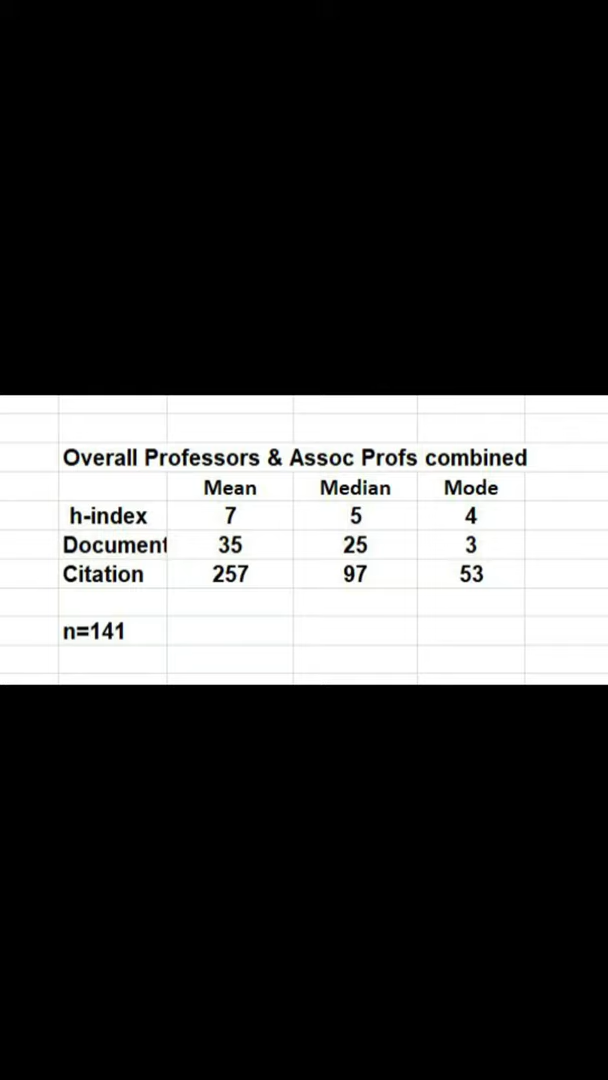 Overall Professors & Assoc Profs combined
Mean Median Mode
h-index 7 5 4
Document 35 25 3
Citation 257 97 53
n=141